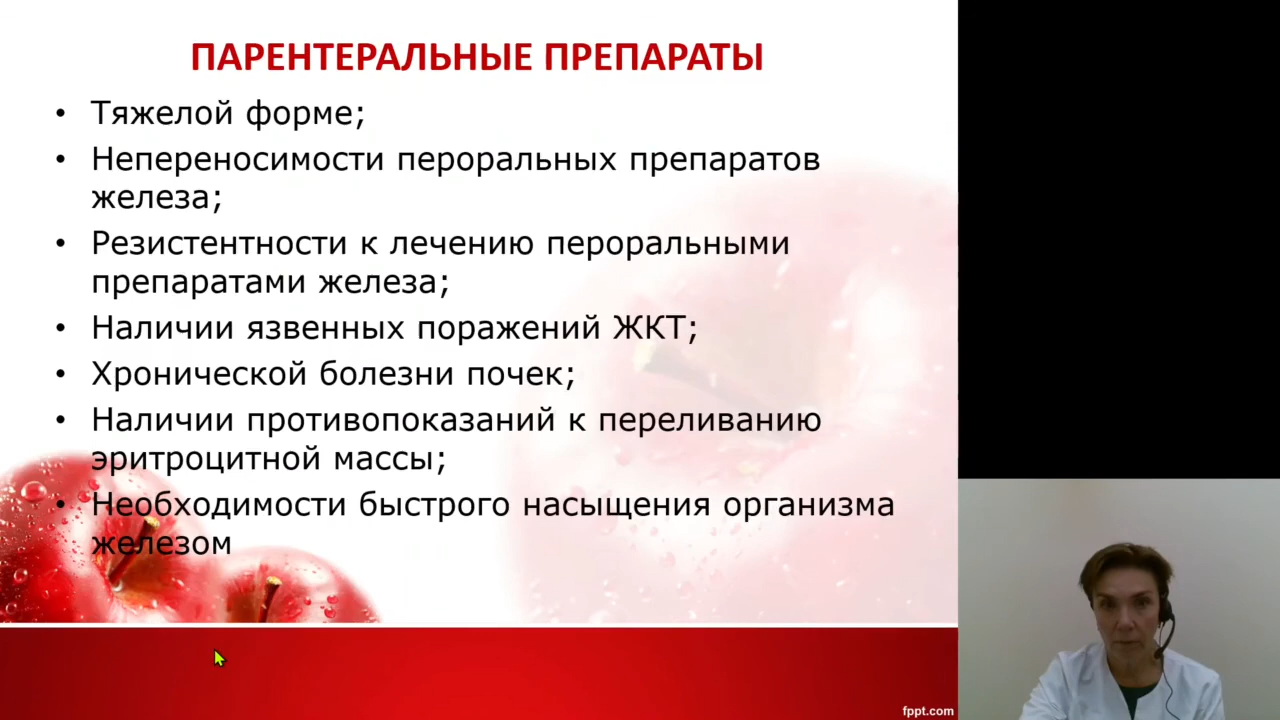 ПАРЕНТЕРАЛЬНЫЕ ПРЕПАРАТЫ
• Тяжелой форме;
• Непереносимости пероральных препаратов
железа;
• Резистентности к лечению пероральными
препаратами железа;
• Наличии язвенных поражений ЖКТ;
• Хронической болезни почек;
• Наличии противопоказаний к переливанию
эритроцитной массы;
• Необходимости быстрого насыщения организма
железом
fppt.com